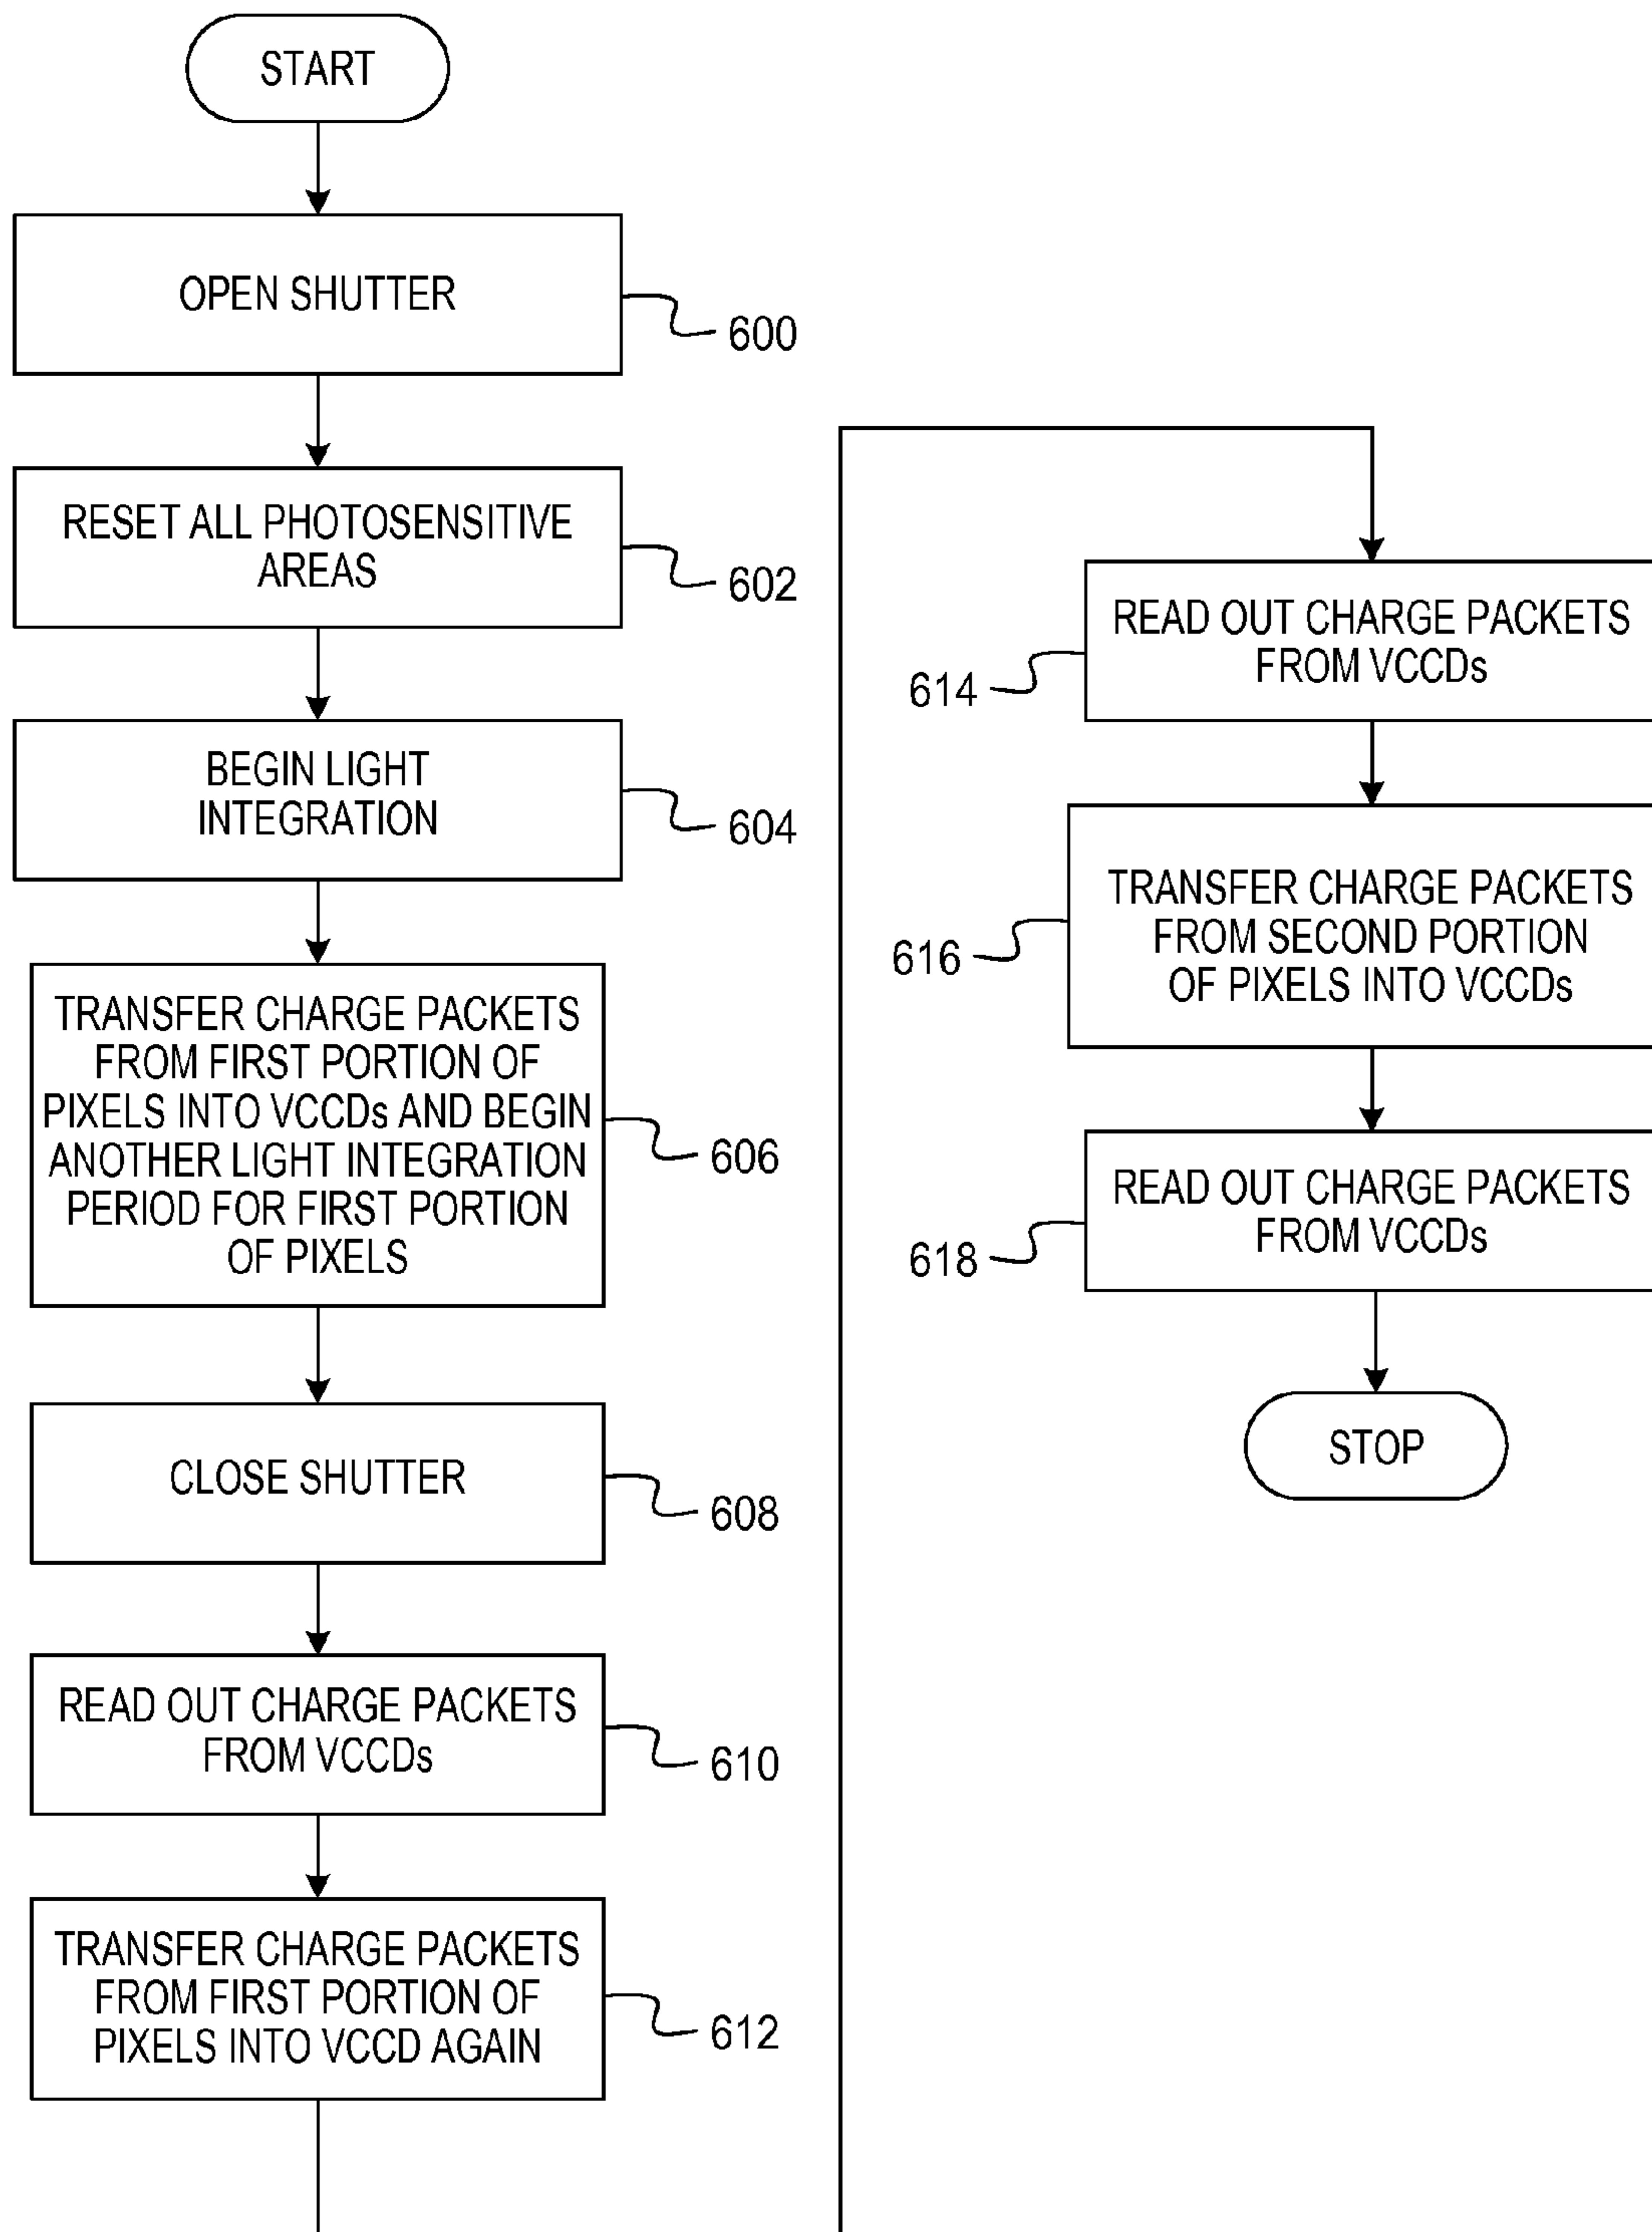 START
OPEN SHUTTER
600
RESET ALL PHOTOSENSITIVE
AREAS
602
BEGIN LIGHT
INTEGRATION
604
TRANSFER CHARGE PACKETS
FROM FIRST PORTION OF
PIXELS INTO VCCDs AND BEGIN
ANOTHER LIGHT INTEGRATION
PERIOD FOR FIRST PORTION
OF PIXELS
606
CLOSE SHUTTER
608
READ OUT CHARGE PACKETS
FROM VCCDs
610
TRANSFER CHARGE PACKETS
FROM FIRST PORTION OF
PIXELS INTO VCCD AGAIN
612
READ OUT CHARGE PACKETS
FROM VCCDs
614
TRANSFER CHARGE PACKETS
FROM SECOND PORTION
OF PIXELS INTO VCCDs
616
READ OUT CHARGE PACKETS
FROM VCCDs
618
STOP